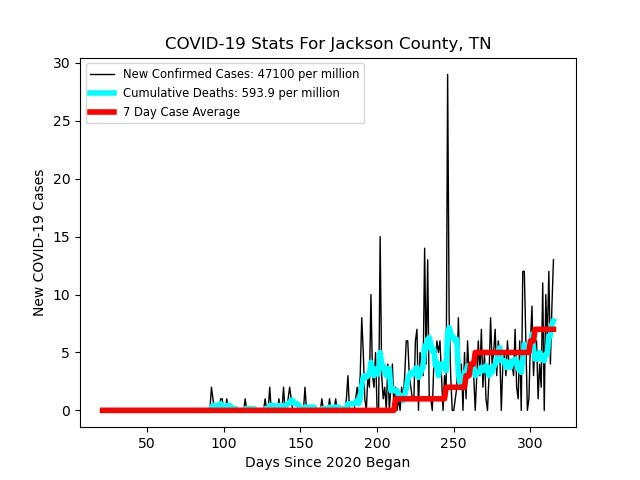 COVID-19 Stats For Jackson County, TN
New Confirmed Cases: 47100 per million
Cumulative Deaths: 593.9 per million
7 Day Case Average
New COVID-19 Cases
30
25
20
15
10
5
0
50 100 150 200 250 300
Days Since 2020 Began